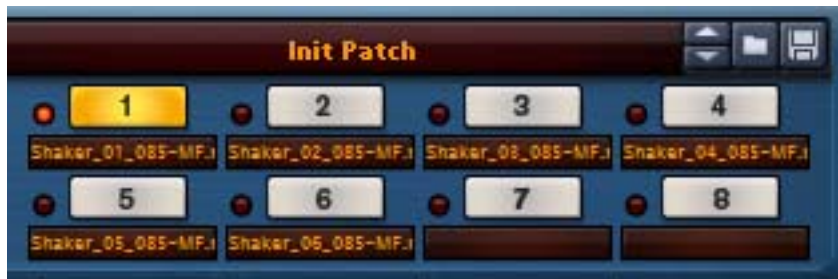 Init Patch
1 2 3 4
Shaker_01_085-MF. Shaker_02_085-MF. Shaker_03_085-MF. Shaker_04_085-MF.
5 6 7 8
Shaker_05_085-MF. Shaker_06_085-MF.